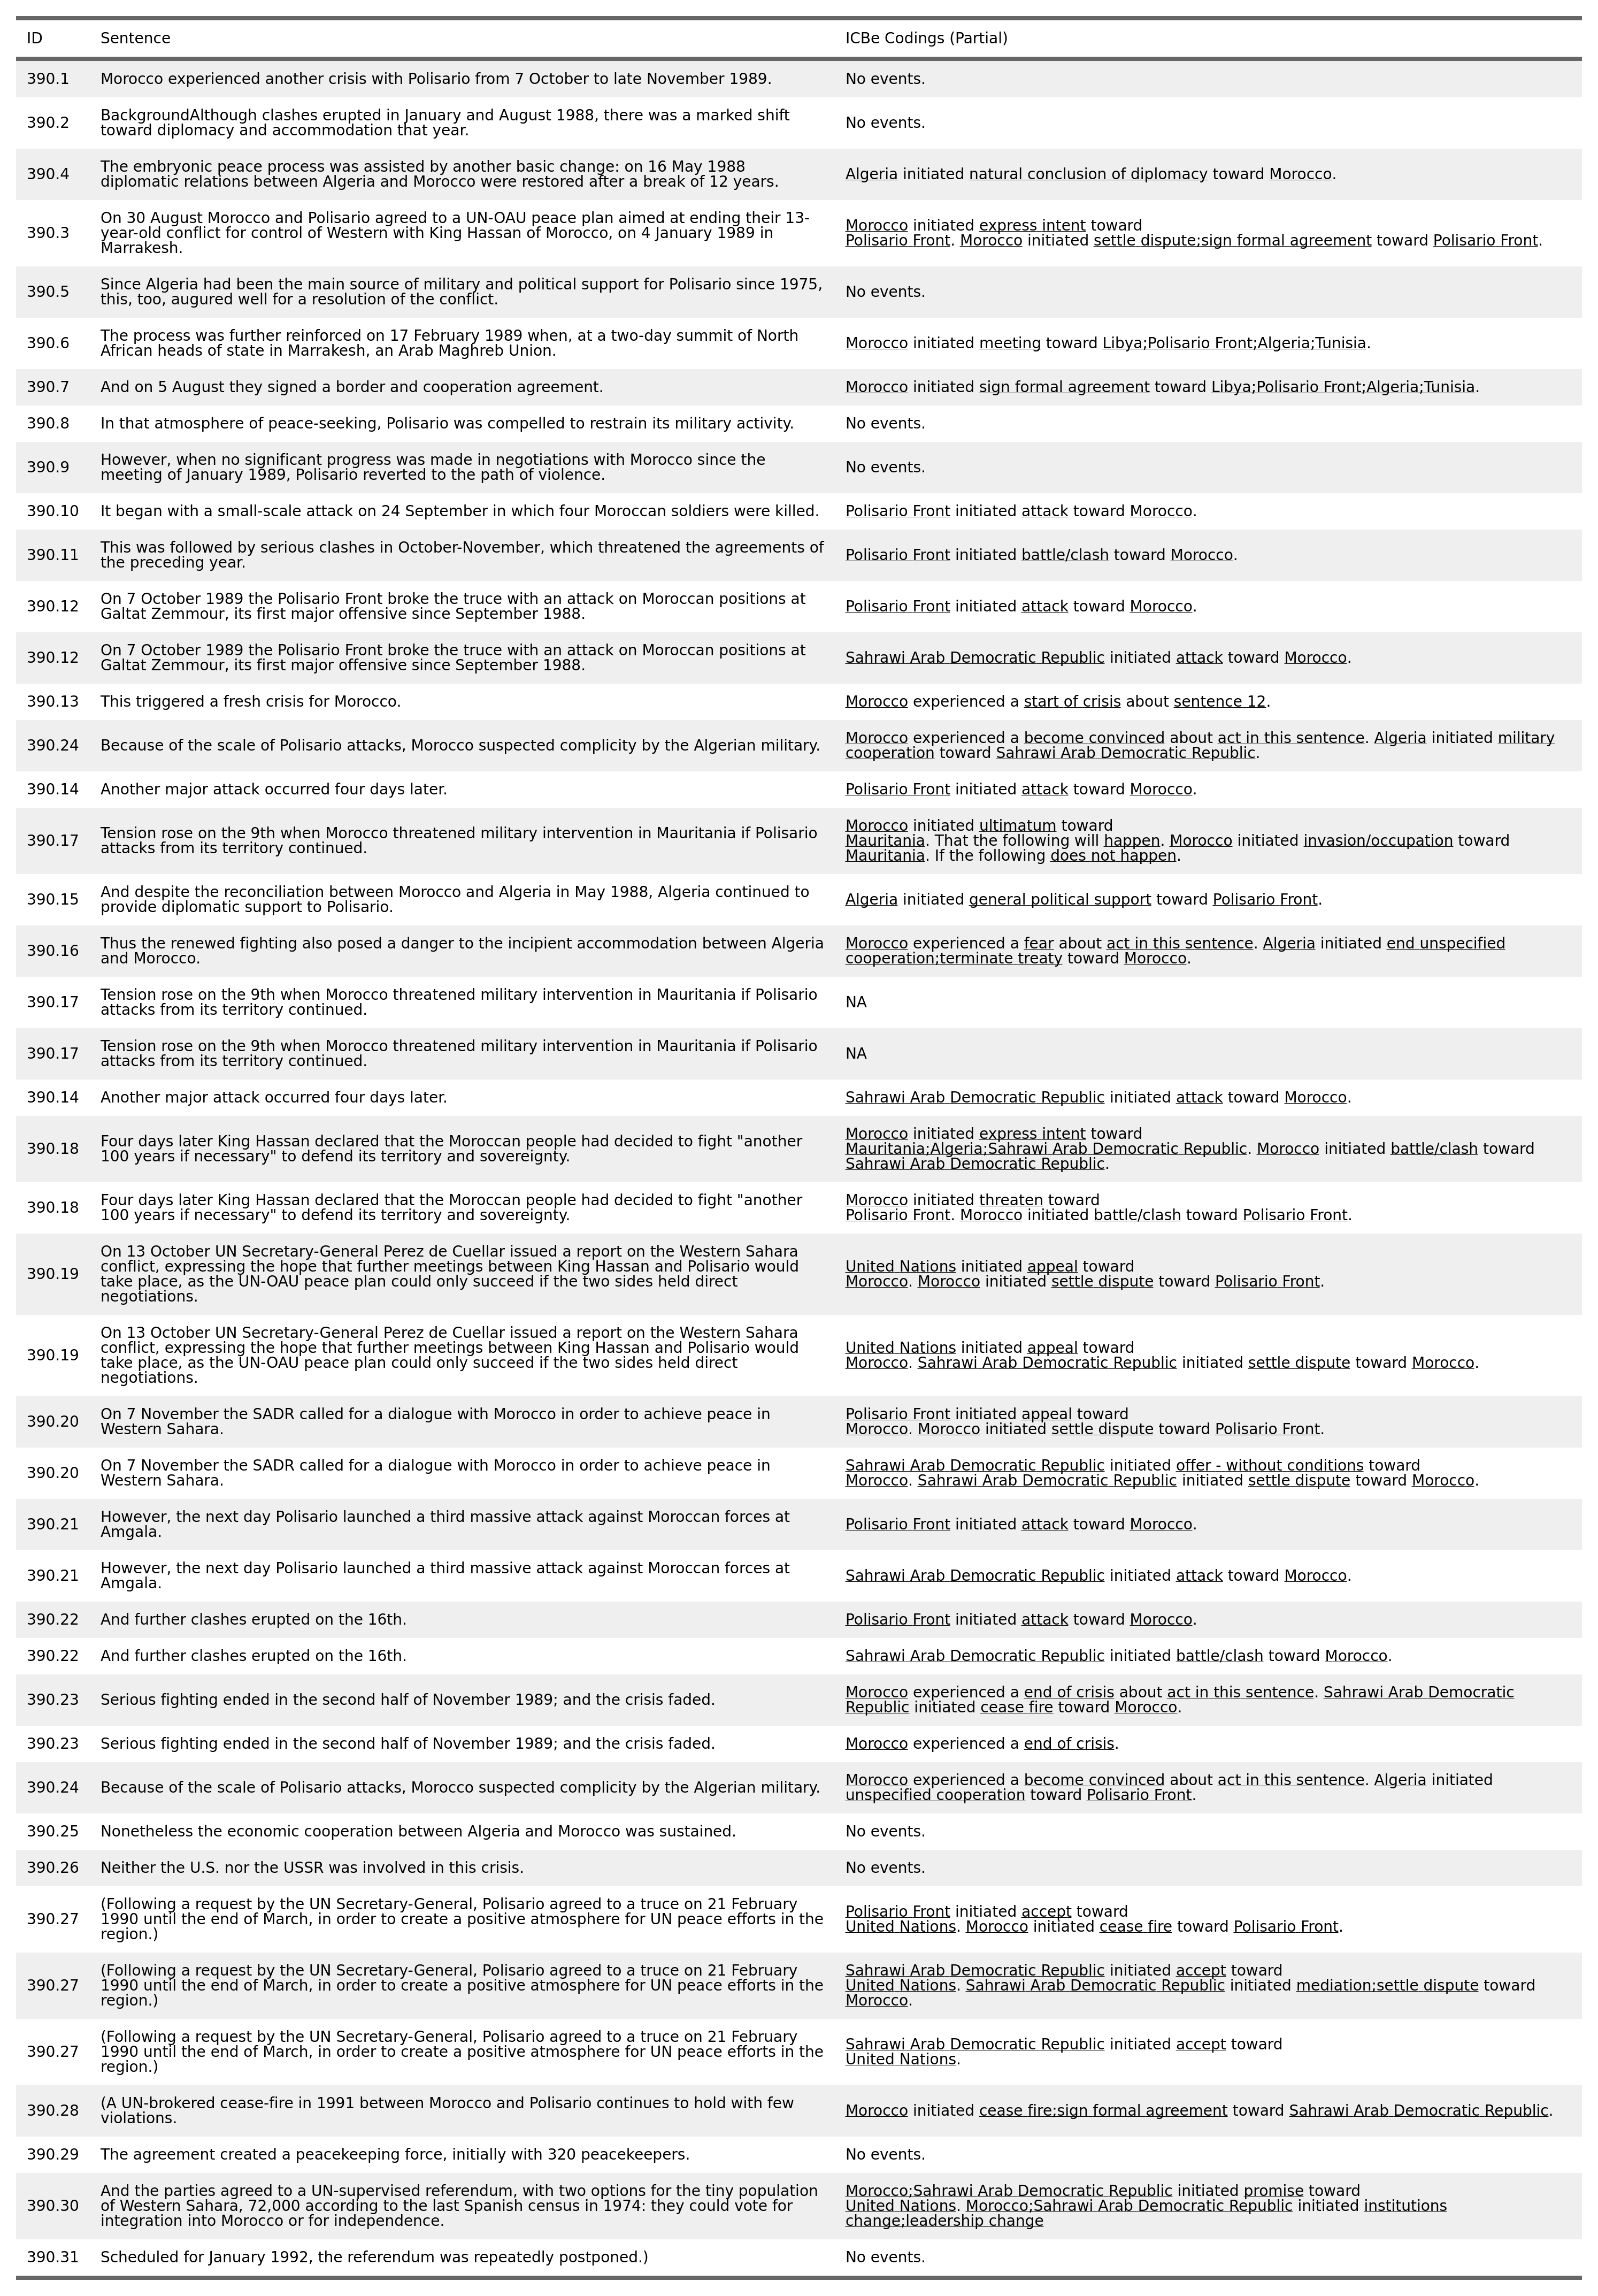 ID Sentence ICBe Codings (Partial)
390.1 Morocco experienced another crisis with Polisario from 7 October to late November 1989. No events.
390.2 BackgroundAlthough clashes erupted in January and August 1988, there was a marked shift
toward diplomacy and accommodation that year. No events.
390.4 The embryonic peace process was assisted by another basic change: on 16 May 1988
diplomatic relations between Algeria and Morocco were restored after a break of 12 years. Algeria initiated natural conclusion of diplomacy toward Morocco.
390.3 On 30 August Morocco and Polisario agreed to a UN-OAU peace plan aimed at ending their 13-
year-old conflict for control of Western with King Hassan of Morocco, on 4 January 1989 in
Marrakesh. Morocco initiated express intent toward
Polisario Front. Morocco initiated settle dispute;sign formal agreement toward Polisario Front.
390.5 Since Algeria had been the main source of military and political support for Polisario since 1975,
this, too, augured well for a resolution of the conflict. No events.
390.6 The process was further reinforced on 17 February 1989 when, at a two-day summit of North
African heads of state in Marrakesh, an Arab Maghreb Union. Morocco initiated meeting toward Libya;Polisario Front;Algeria;Tunisia.
390.7 And on 5 August they signed a border and cooperation agreement. Morocco initiated sign formal agreement toward Libya;Polisario Front;Algeria;Tunisia.
390.8 In that atmosphere of peace-seeking, Polisario was compelled to restrain its military activity. No events.
390.9 However, when no significant progress was made in negotiations with Morocco since the
meeting of January 1989, Polisario reverted to the path of violence. No events.
390.10 It began with a small-scale attack on 24 September in which four Moroccan soldiers were killed. Polisario Front initiated attack toward Morocco.
390.11 This was followed by serious clashes in October-November, which threatened the agreements of
the preceding year. Polisario Front initiated battle/clash toward Morocco.
390.12 On 7 October 1989 the Polisario Front broke the truce with an attack on Moroccan positions at
Galtat Zemmour, its first major offensive since September 1988. Polisario Front initiated attack toward Morocco.
390.12 On 7 October 1989 the Polisario Front broke the truce with an attack on Moroccan positions at
Galtat Zemmour, its first major offensive since September 1988. Sahrawi Arab Democratic Republic initiated attack toward Morocco.
390.13 This triggered a fresh crisis for Morocco. Morocco experienced a start of crisis about sentence 12.
390.24 Because of the scale of Polisario attacks, Morocco suspected complicity by the Algerian military. Morocco experienced a become convinced about act in this sentence. Algeria initiated military
cooperation toward Sahrawi Arab Democratic Republic.
390.14 Another major attack occurred four days later. Polisario Front initiated attack toward Morocco.
390.17 Tension rose on the 9th when Morocco threatened military intervention in Mauritania if Polisario
attacks from its territory continued. Morocco initiated ultimatum toward
Mauritania. That the following will happen. Morocco initiated invasion/occupation toward
Mauritania. If the following does not happen.
390.15 And despite the reconciliation between Morocco and Algeria in May 1988, Algeria continued to
provide diplomatic support to Polisario. Algeria initiated general political support toward Polisario Front.
390.16 Thus the renewed fighting also posed a danger to the incipient accommodation between Algeria
and Morocco. Morocco experienced a fear about act in this sentence. Algeria initiated end unspecified
cooperation;terminate treaty toward Morocco.
390.17 Tension rose on the 9th when Morocco threatened military intervention in Mauritania if Polisario
attacks from its territory continued. NA
390.17 Tension rose on the 9th when Morocco threatened military intervention in Mauritania if Polisario
attacks from its territory continued. NA
390.14 Another major attack occurred four days later. Sahrawi Arab Democratic Republic initiated attack toward Morocco.
390.18 Four days later King Hassan declared that the Moroccan people had decided to fight "another
100 years if necessary" to defend its territory and sovereignty. Morocco initiated express intent toward
Mauritania;Algeria;Sahrawi Arab Democratic Republic. Morocco initiated battle/clash toward
Sahrawi Arab Democratic Republic.
390.18 Four days later King Hassan declared that the Moroccan people had decided to fight "another
100 years if necessary" to defend its territory and sovereignty. Morocco initiated threaten toward
Polisario Front. Morocco initiated battle/clash toward Polisario Front.
390.19 On 13 October UN Secretary-General Perez de Cuellar issued a report on the Western Sahara
conflict, expressing the hope that further meetings between King Hassan and Polisario would
take place, as the UN-OAU peace plan could only succeed if the two sides held direct
negotiations. United Nations initiated appeal toward
Morocco. Morocco initiated settle dispute toward Polisario Front.
390.19 On 13 October UN Secretary-General Perez de Cuellar issued a report on the Western Sahara
conflict, expressing the hope that further meetings between King Hassan and Polisario would
take place, as the UN-OAU peace plan could only succeed if the two sides held direct
negotiations. United Nations initiated appeal toward
Morocco. Sahrawi Arab Democratic Republic initiated settle dispute toward Morocco.
390.20 On 7 November the SADR called for a dialogue with Morocco in order to achieve peace in
Western Sahara. Polisario Front initiated appeal toward
Morocco. Morocco initiated settle dispute toward Polisario Front.
390.20 On 7 November the SADR called for a dialogue with Morocco in order to achieve peace in
Western Sahara. Sahrawi Arab Democratic Republic initiated offer - without conditions toward
Morocco. Sahrawi Arab Democratic Republic initiated settle dispute toward Morocco.
390.21 However, the next day Polisario launched a third massive attack against Moroccan forces at
Amgala. Polisario Front initiated attack toward Morocco.
390.21 However, the next day Polisario launched a third massive attack against Moroccan forces at
Amgala. Sahrawi Arab Democratic Republic initiated attack toward Morocco.
390.22 And further clashes erupted on the 16th. Polisario Front initiated attack toward Morocco.
390.22 And further clashes erupted on the 16th. Sahrawi Arab Democratic Republic initiated battle/clash toward Morocco.
390.23 Serious fighting ended in the second half of November 1989; and the crisis faded. Morocco experienced a end of crisis about act in this sentence. Sahrawi Arab Democratic
Republic initiated cease fire toward Morocco.
390.23 Serious fighting ended in the second half of November 1989; and the crisis faded. Morocco experienced a end of crisis.
390.24 Because of the scale of Polisario attacks, Morocco suspected complicity by the Algerian military. Morocco experienced a become convinced about act in this sentence. Algeria initiated
unspecified cooperation toward Polisario Front.
390.25 Nonetheless the economic cooperation between Algeria and Morocco was sustained. No events.
390.26 Neither the U.S. nor the USSR was involved in this crisis. No events.
390.27 (Following a request by the UN Secretary-General, Polisario agreed to a truce on 21 February
1990 until the end of March, in order to create a positive atmosphere for UN peace efforts in the
region.) Polisario Front initiated accept toward
United Nations. Morocco initiated cease fire toward Polisario Front.
390.27 (Following a request by the UN Secretary-General, Polisario agreed to a truce on 21 February
1990 until the end of March, in order to create a positive atmosphere for UN peace efforts in the
region.) Sahrawi Arab Democratic Republic initiated accept toward
United Nations. Sahrawi Arab Democratic Republic initiated mediation;settle dispute toward
Morocco.
390.27 (Following a request by the UN Secretary-General, Polisario agreed to a truce on 21 February
1990 until the end of March, in order to create a positive atmosphere for UN peace efforts in the
region.) Sahrawi Arab Democratic Republic initiated accept toward
United Nations.
390.28 (A UN-brokered cease-fire in 1991 between Morocco and Polisario continues to hold with few
violations. Morocco initiated cease fire;sign formal agreement toward Sahrawi Arab Democratic Republic.
390.29 The agreement created a peacekeeping force, initially with 320 peacekeepers. No events.
390.30 And the parties agreed to a UN-supervised referendum, with two options for the tiny population
of Western Sahara, 72,000 according to the last Spanish census in 1974: they could vote for
integration into Morocco or for independence. Morocco;Sahrawi Arab Democratic Republic initiated promise toward
United Nations. Morocco;Sahrawi Arab Democratic Republic initiated institutions
change;leadership change
390.31 Scheduled for January 1992, the referendum was repeatedly postponed.) No events.